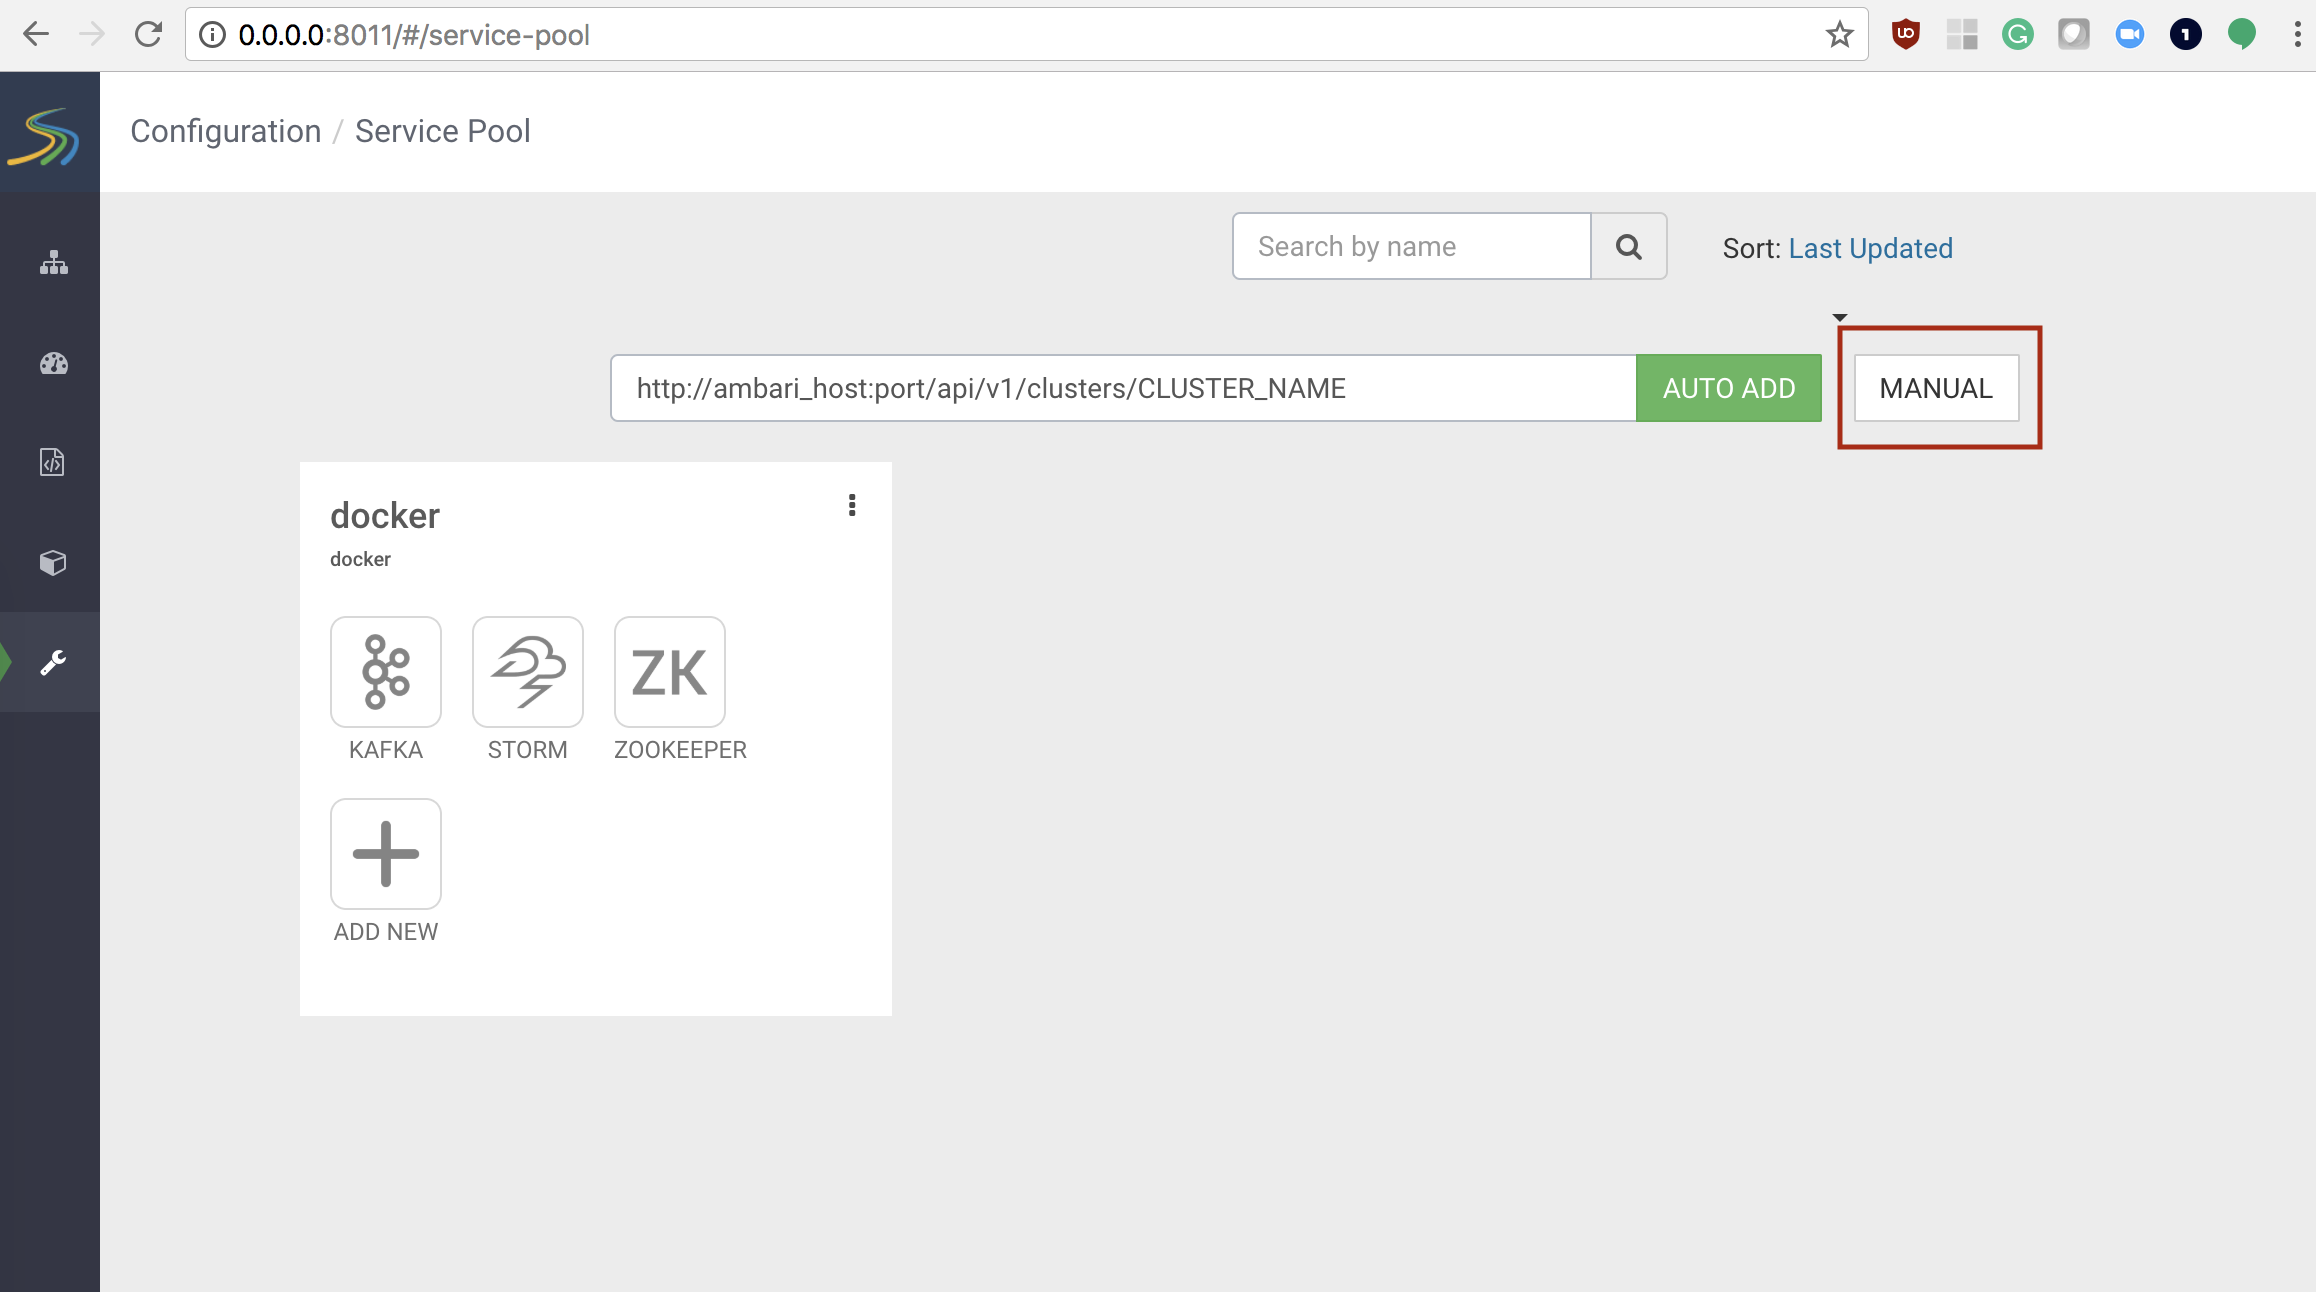 0.0.0.0:8011/#/service-pool
Configuration / Service Pool
Search by name
Sort: Last Updated
http://ambari_host:port/api/v1/clusters/CLUSTER_NAME
AUTO ADD
MANUAL
docker
docker
ZK
KAFKA
STORM
ZOOKEEPER
ADD NEW